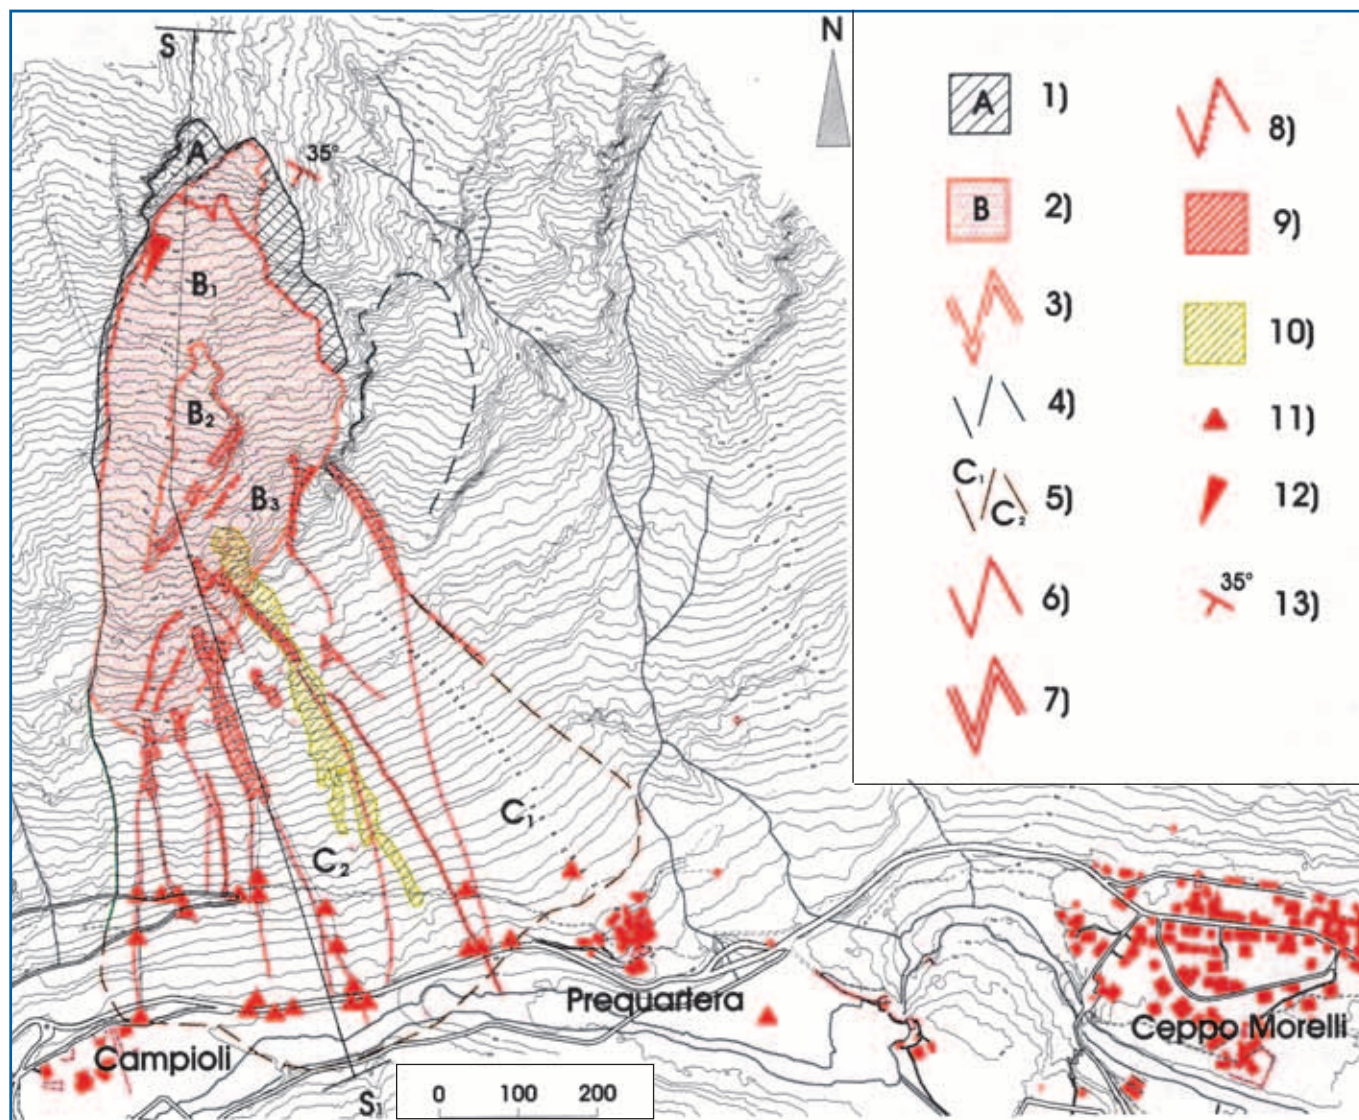 S
N
A
35°
B1
B2
B3
C1
C2
Prequartera
Campioli
Ceppo Morelli
S1
0 100 200
A 1)
B 2)
3)
4)
C1 C2 5)
6)
7)
8)
9)
10)
11)
12)
35° 13)